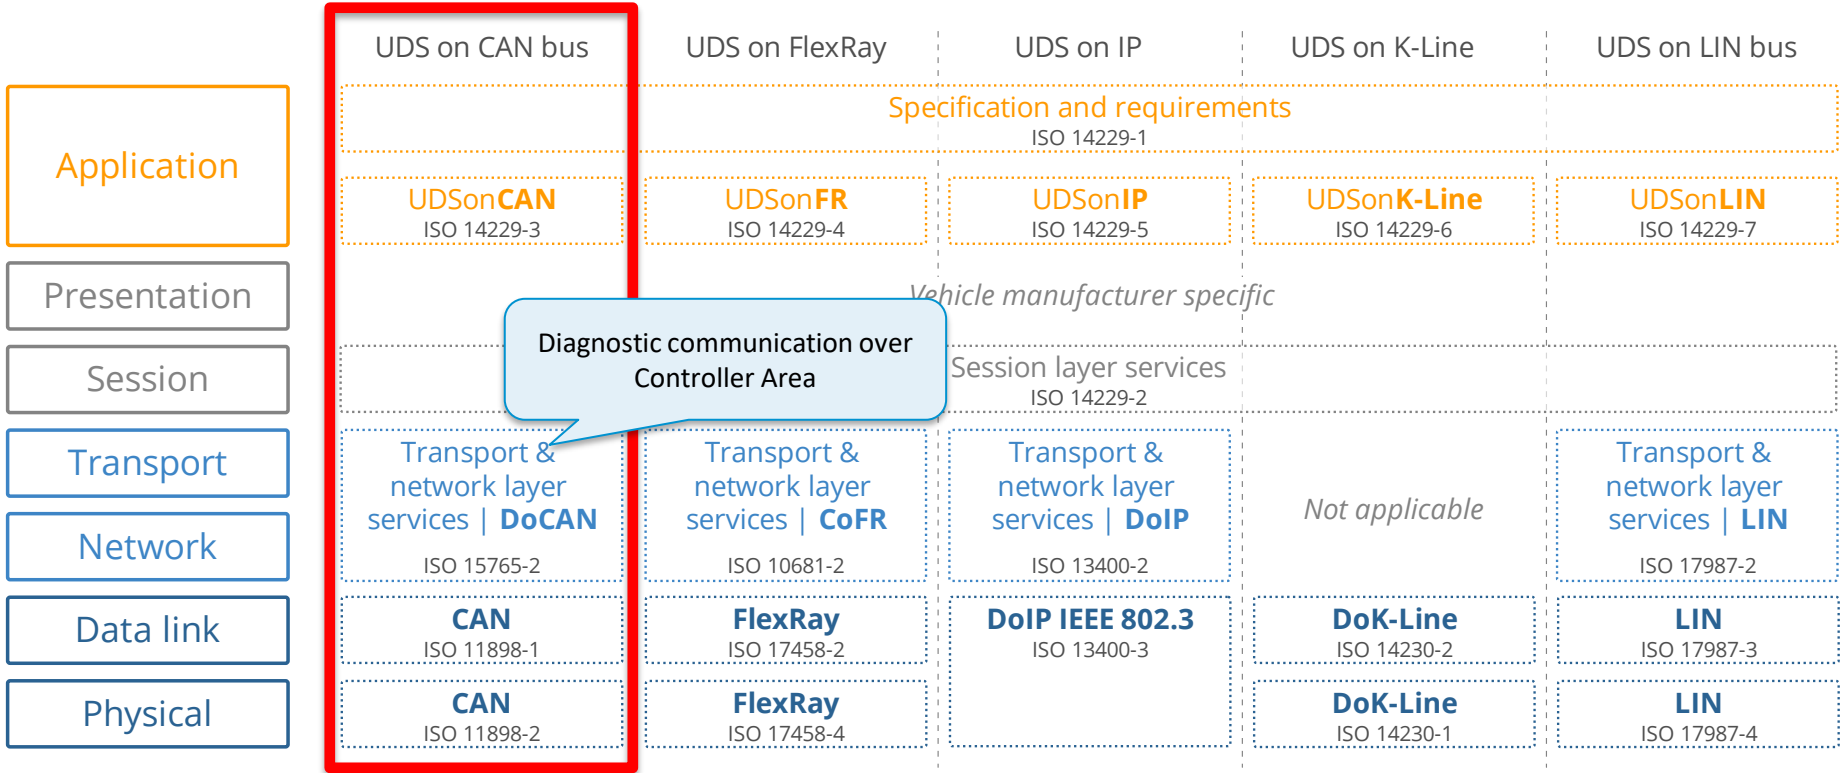 UDS on CAN bus
UDS on FlexRay
UDS on IP
UDS on K-Line
UDS on LIN bus
Application
Specification and requirements
ISO 14229-1
UDSonCAN
ISO 14229-3
UDSonFR
ISO 14229-4
UDSonIP
ISO 14229-5
UDSonK-Line
ISO 14229-6
UDSonLIN
ISO 14229-7
Presentation
Vehicle manufacturer specific
Diagnostic communication over
Controller Area
Session
Session layer services
ISO 14229-2
Transport
Network
Transport &
network layer
services | DoCAN
ISO 15765-2
Transport &
network layer
services | CoFR
ISO 10681-2
Transport &
network layer
services | DoIP
ISO 13400-2
Not applicable
Transport &
network layer
services | LIN
ISO 17987-2
Data link
CAN
ISO 11898-1
FlexRay
ISO 17458-2
DoIP IEEE 802.3
ISO 13400-3
DoK-Line
ISO 14230-2
LIN
ISO 17987-3
Physical
CAN
ISO 11898-2
FlexRay
ISO 17458-4
DoK-Line
ISO 14230-1
LIN
ISO 17987-4